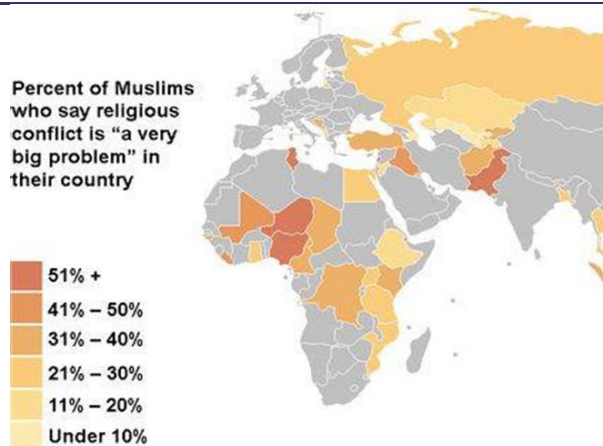 Percent of Muslims
who say religious
conflict is “a very
big problem” in
their country
51% +
41% – 50%
31% – 40%
21% – 30%
11% – 20%
Under 10%